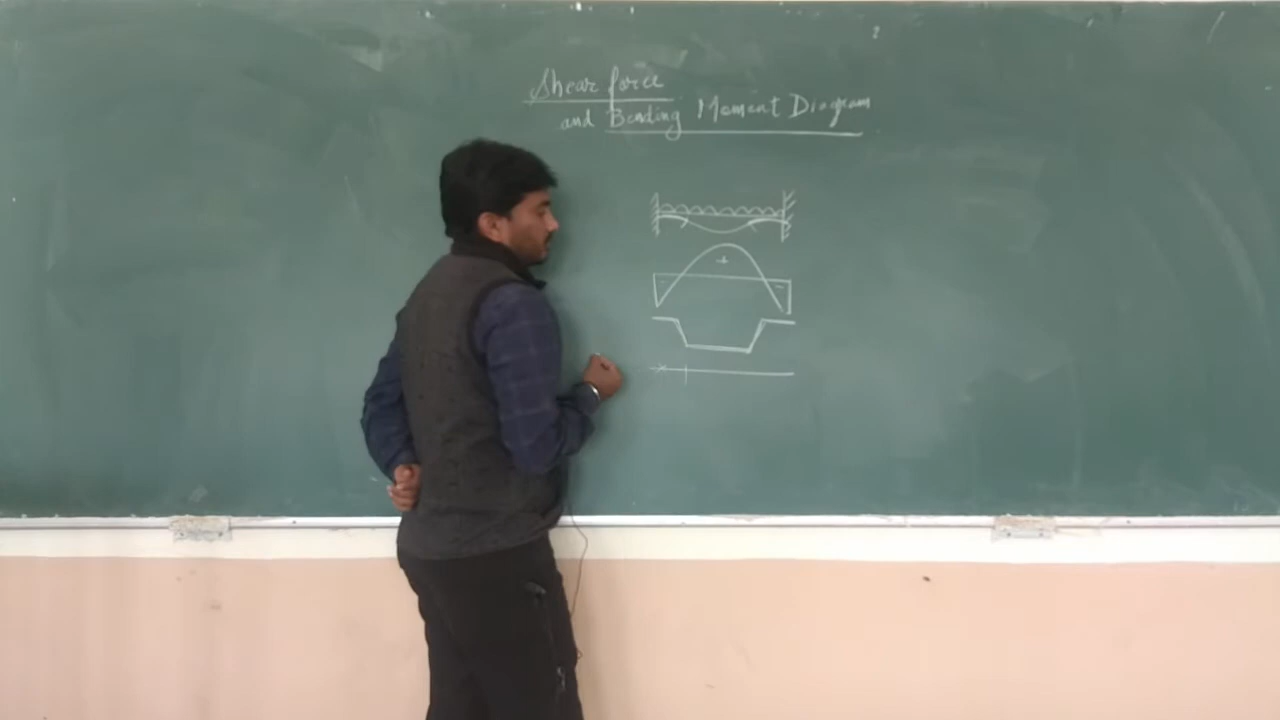 Shear force
and Bending Moment Diagram
+
- -